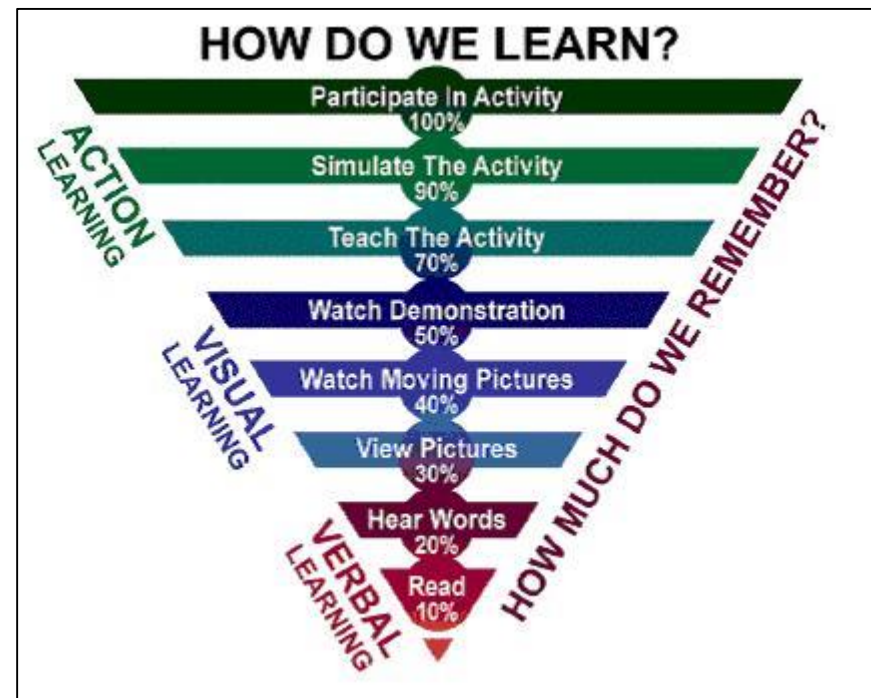 HOW DO WE LEARN?
Participate In Activity
100%
Simulate The Activity
90%
Teach The Activity
70%
ACTION
LEARNING
Watch Demonstration
50%
Watch Moving Pictures
40%
View Pictures
30%
VISUAL
LEARNING
Hear Words
20%
Read
10%
VERBAL
LEARNING
HOW MUCH DO WE REMEMBER?